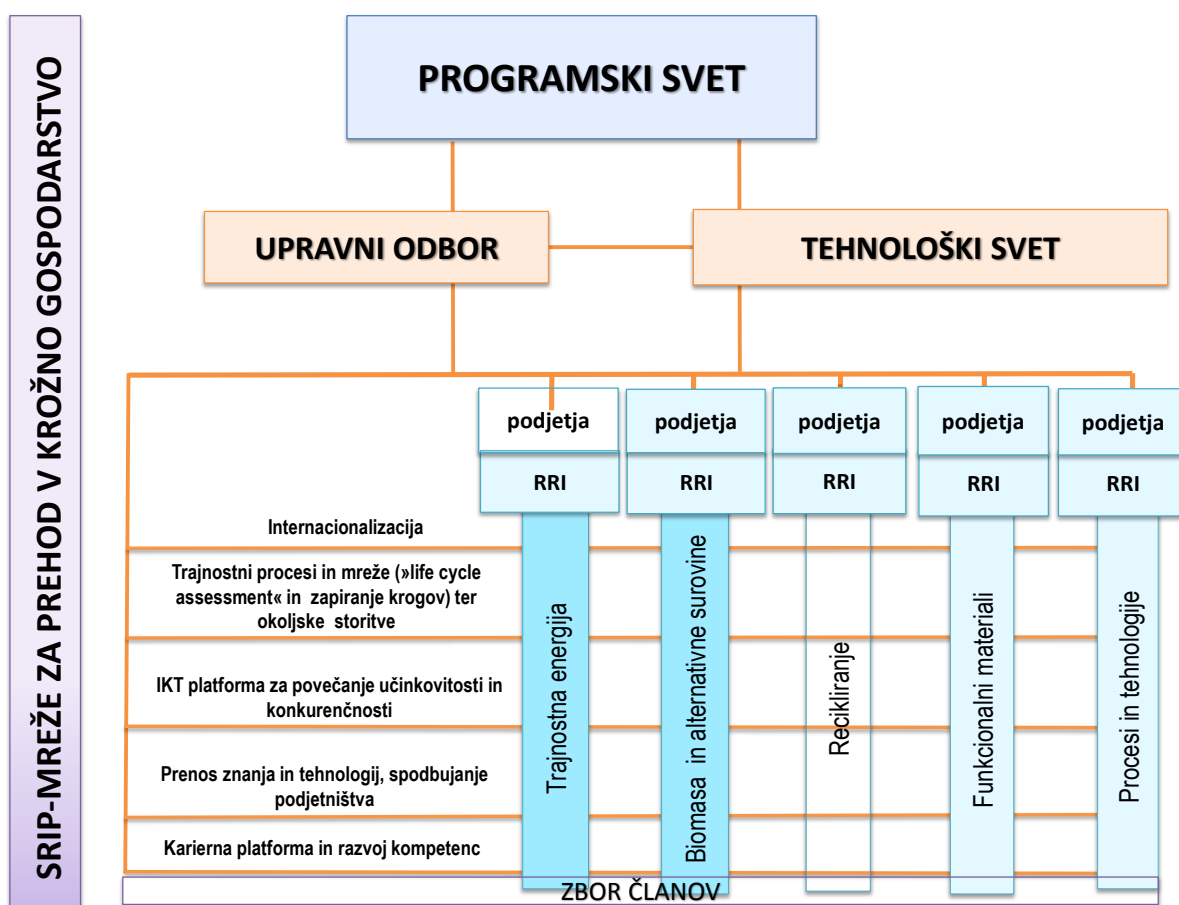 SRIP-MREŽE ZA PREHOD V KROŽNO GOSPODARSTVO
PROGRAMSKI SVET
UPRAVNI ODBOR
TEHNOLOŠKI SVET
podjetja
podjetja
podjetja
podjetja
podjetja
RRI
RRI
RRI
RRI
RRI
Internacionalizacija
Trajnostni procesi in mreže (»life cycle
assessment« in zapiranje krogov) ter
okoljske storitve
IKT platforma za povečanje učinkovitosti in
konkurenčnosti
Prenos znanja in tehnologij, spodbujanje
podjetništva
Karierna platforma in razvoj kompetenc
Trajnostna energija
Biomasa in alternativne surovine
Recikliranje
Funkcionalni materiali
Procesi in tehnologije
ZBOR ČLANOV